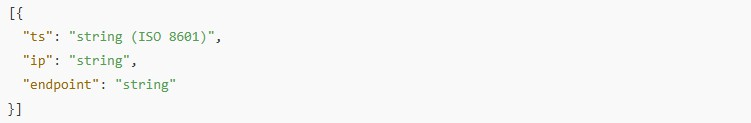 [{
  "ts": "string (ISO 8601)",
  "ip": "string",
  "endpoint": "string"
}]